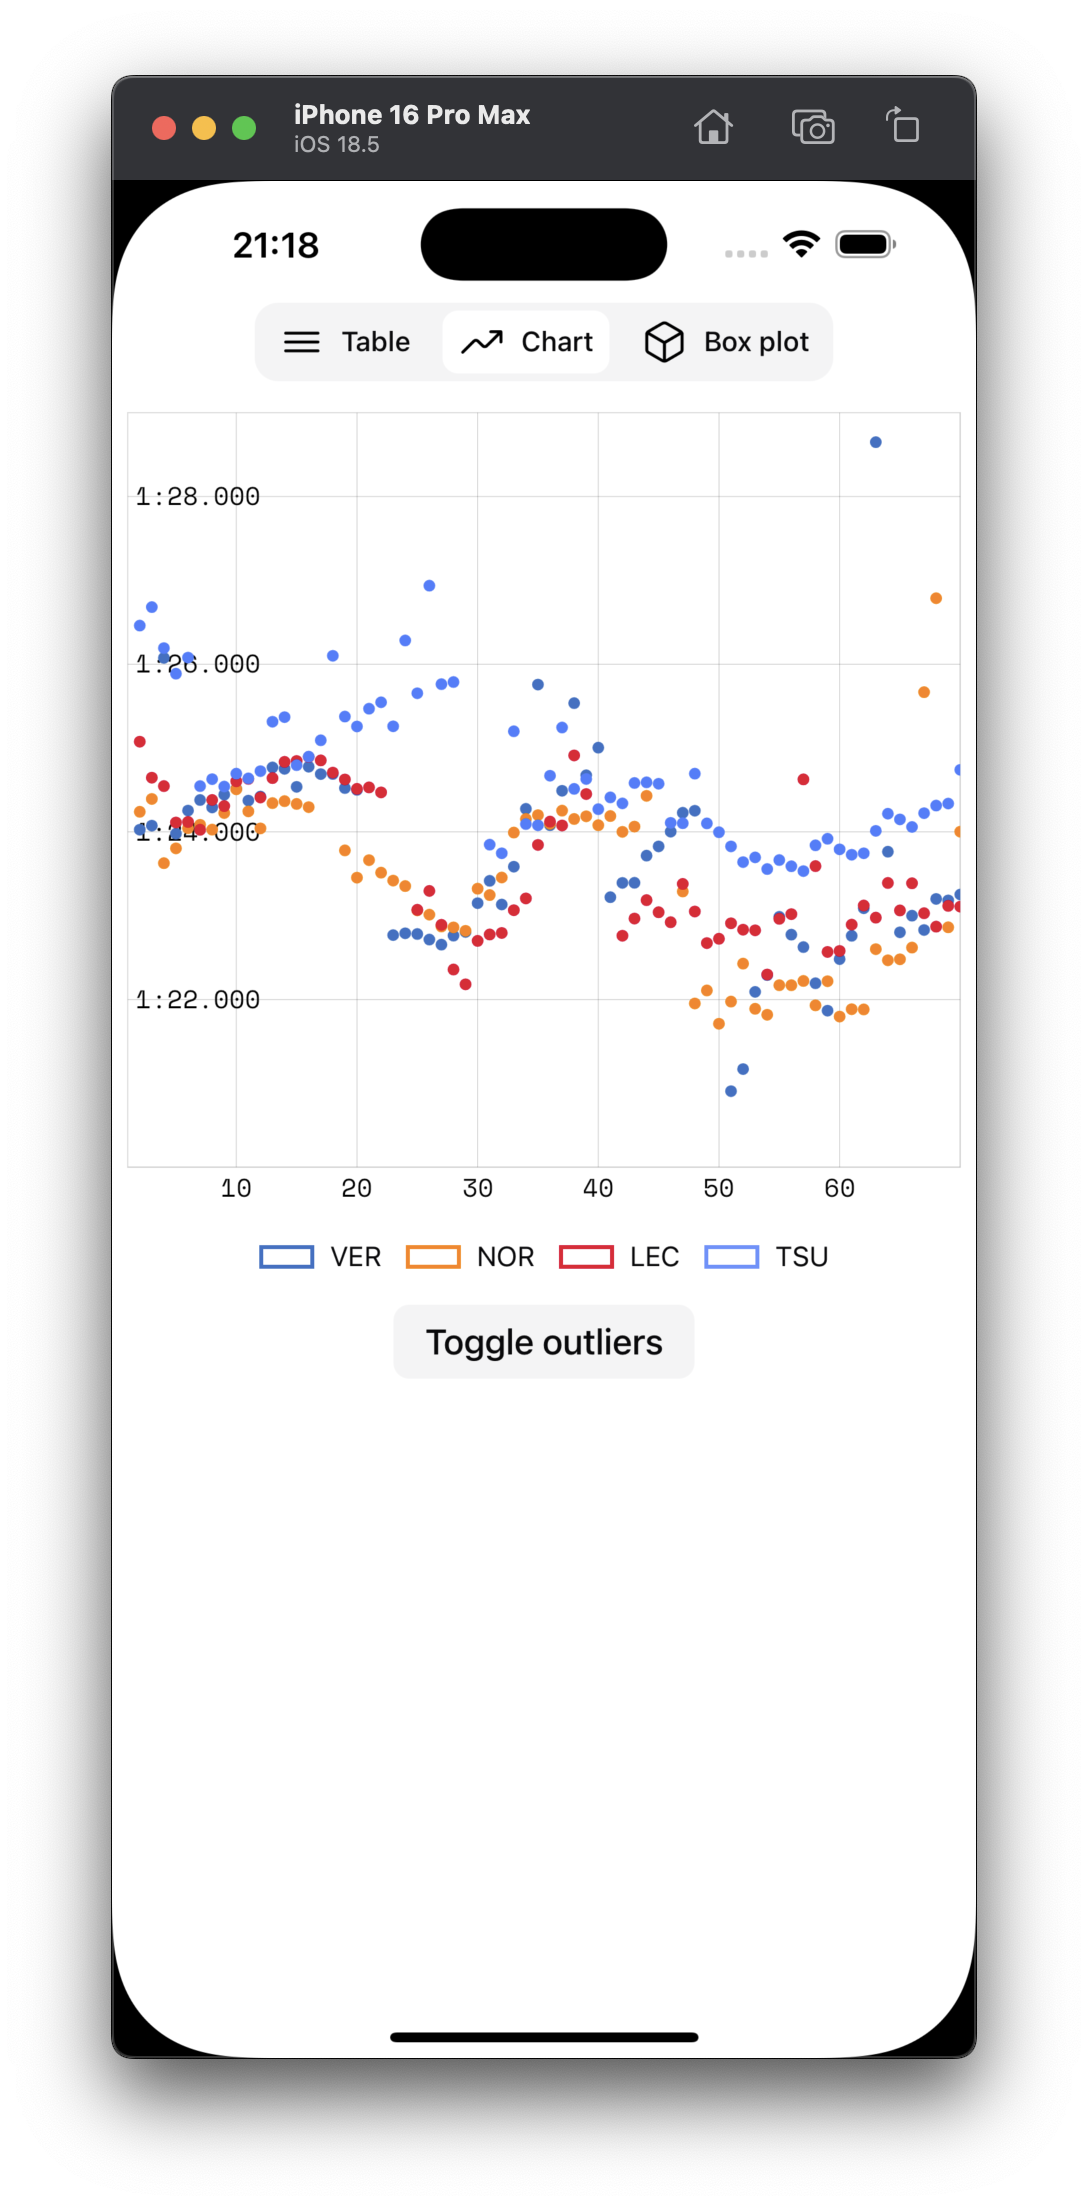 iPhone 16 Pro Max
iOS 18.5
21:18
Table Chart Box plot
1:28.000
1:26.000
1:24.000
1:22.000
10 20 30 40 50 60
VER NOR LEC TSU
Toggle outliers